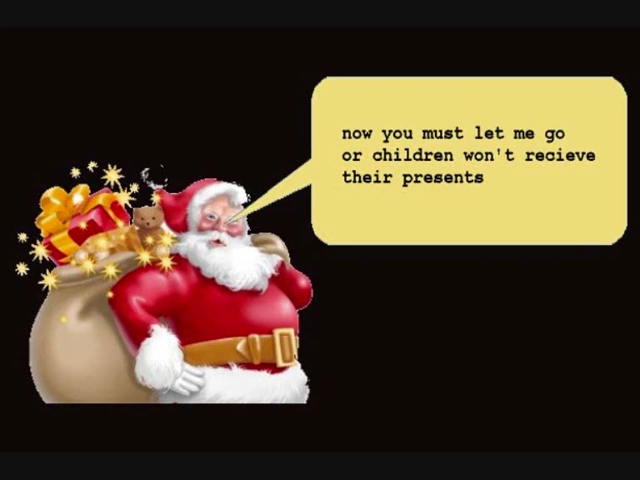 now you must let me go
or children won't recieve
their presents